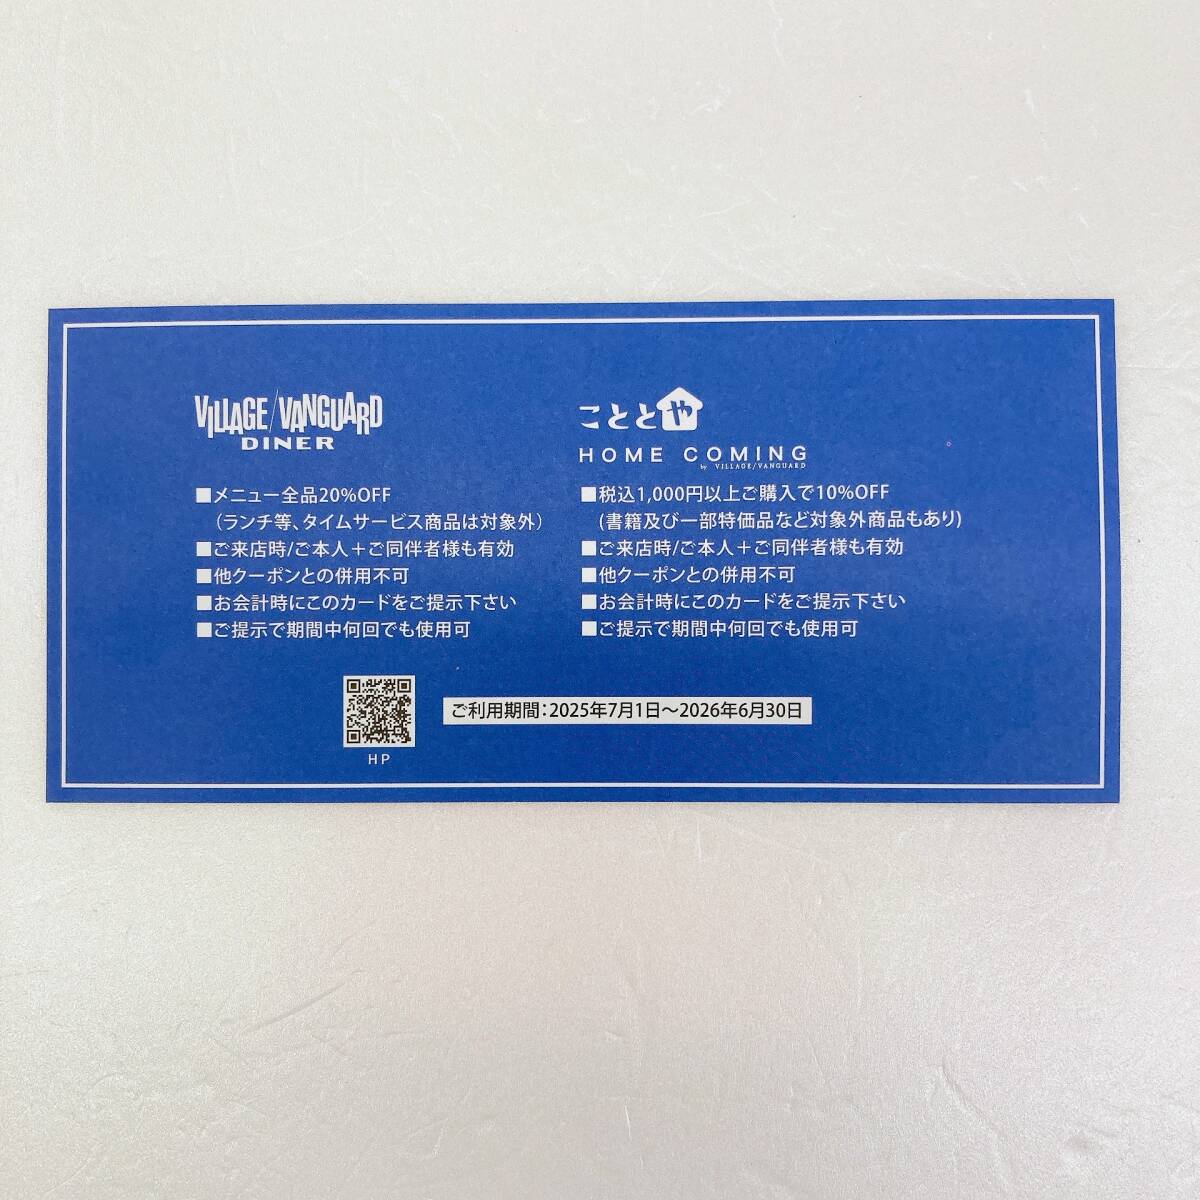 VILLAGE/VANGUARD
DINER
■メニュー全品20%OFF
（ランチ等、タイムサービス商品は対象外）
■ご来店時/ご本人＋ご同伴者様も有効
■他クーポンとの併用不可
■お会計時にこのカードをご提示下さい
■ご提示で期間中何回でも使用可
こととや
HOME COMING
by VILLAGE/VANGUARD
■税込1,000円以上ご購入で10%OFF
(書籍及び一部特価品など対象外商品もあり)
■ご来店時/ご本人＋ご同伴者様も有効
■他クーポンとの併用不可
■お会計時にこのカードをご提示下さい
■ご提示で期間中何回でも使用可
HP
ご利用期間：2025年7月1日～2026年6月30日